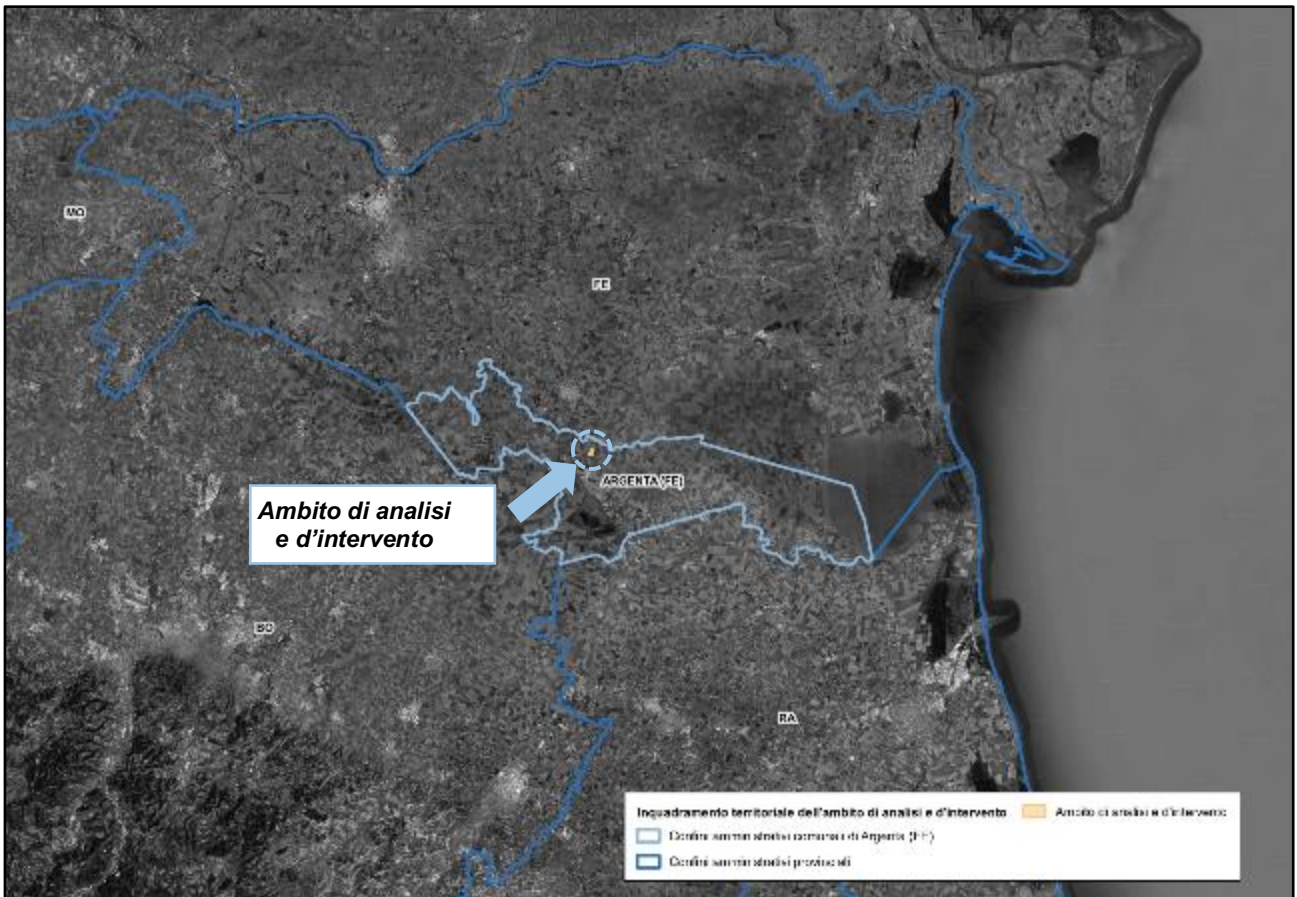 MO
FE
ARGENTA (FE)
Ambito di analisi
e d'intervento
BO
RA
Inquadramento territoriale dell'ambito di analisi e d'intervento
Ambito di analisi e d'intervento
Confini amministrativi comunali di Argenta (FE)
Confini amministrativi provinciali